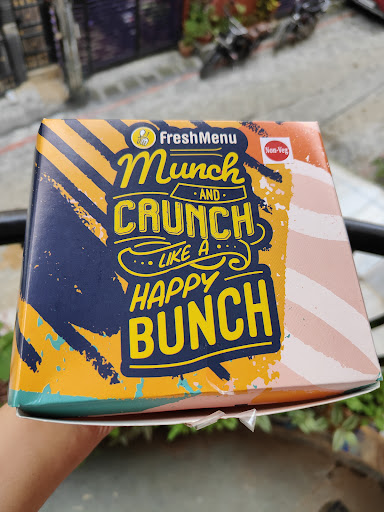 FreshMenu
Non-Veg
Munch
AND
CRUNCH
LIKE A
HAPPY
BUNCH